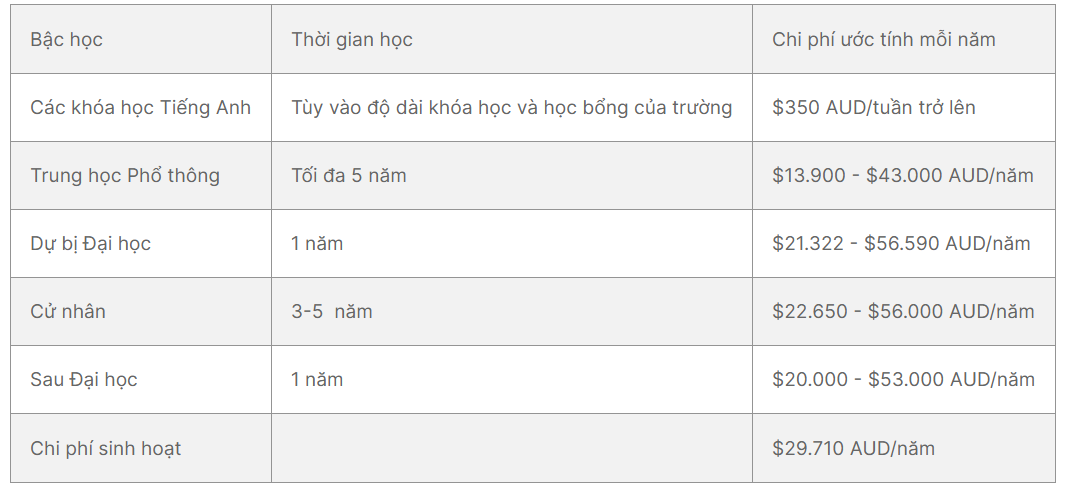 Bậc học Thời gian học Chi phí ước tính mỗi năm
Các khóa học Tiếng Anh Tùy vào độ dài khóa học và học bổng của trường $350 AUD/tuần trở lên
Trung học Phổ thông Tối đa 5 năm $13.900 - $43.000 AUD/năm
Dự bị Đại học 1 năm $21.322 - $56.590 AUD/năm
Cử nhân 3-5 năm $22.650 - $56.000 AUD/năm
Sau Đại học 1 năm $20.000 - $53.000 AUD/năm
Chi phí sinh hoạt $29.710 AUD/năm